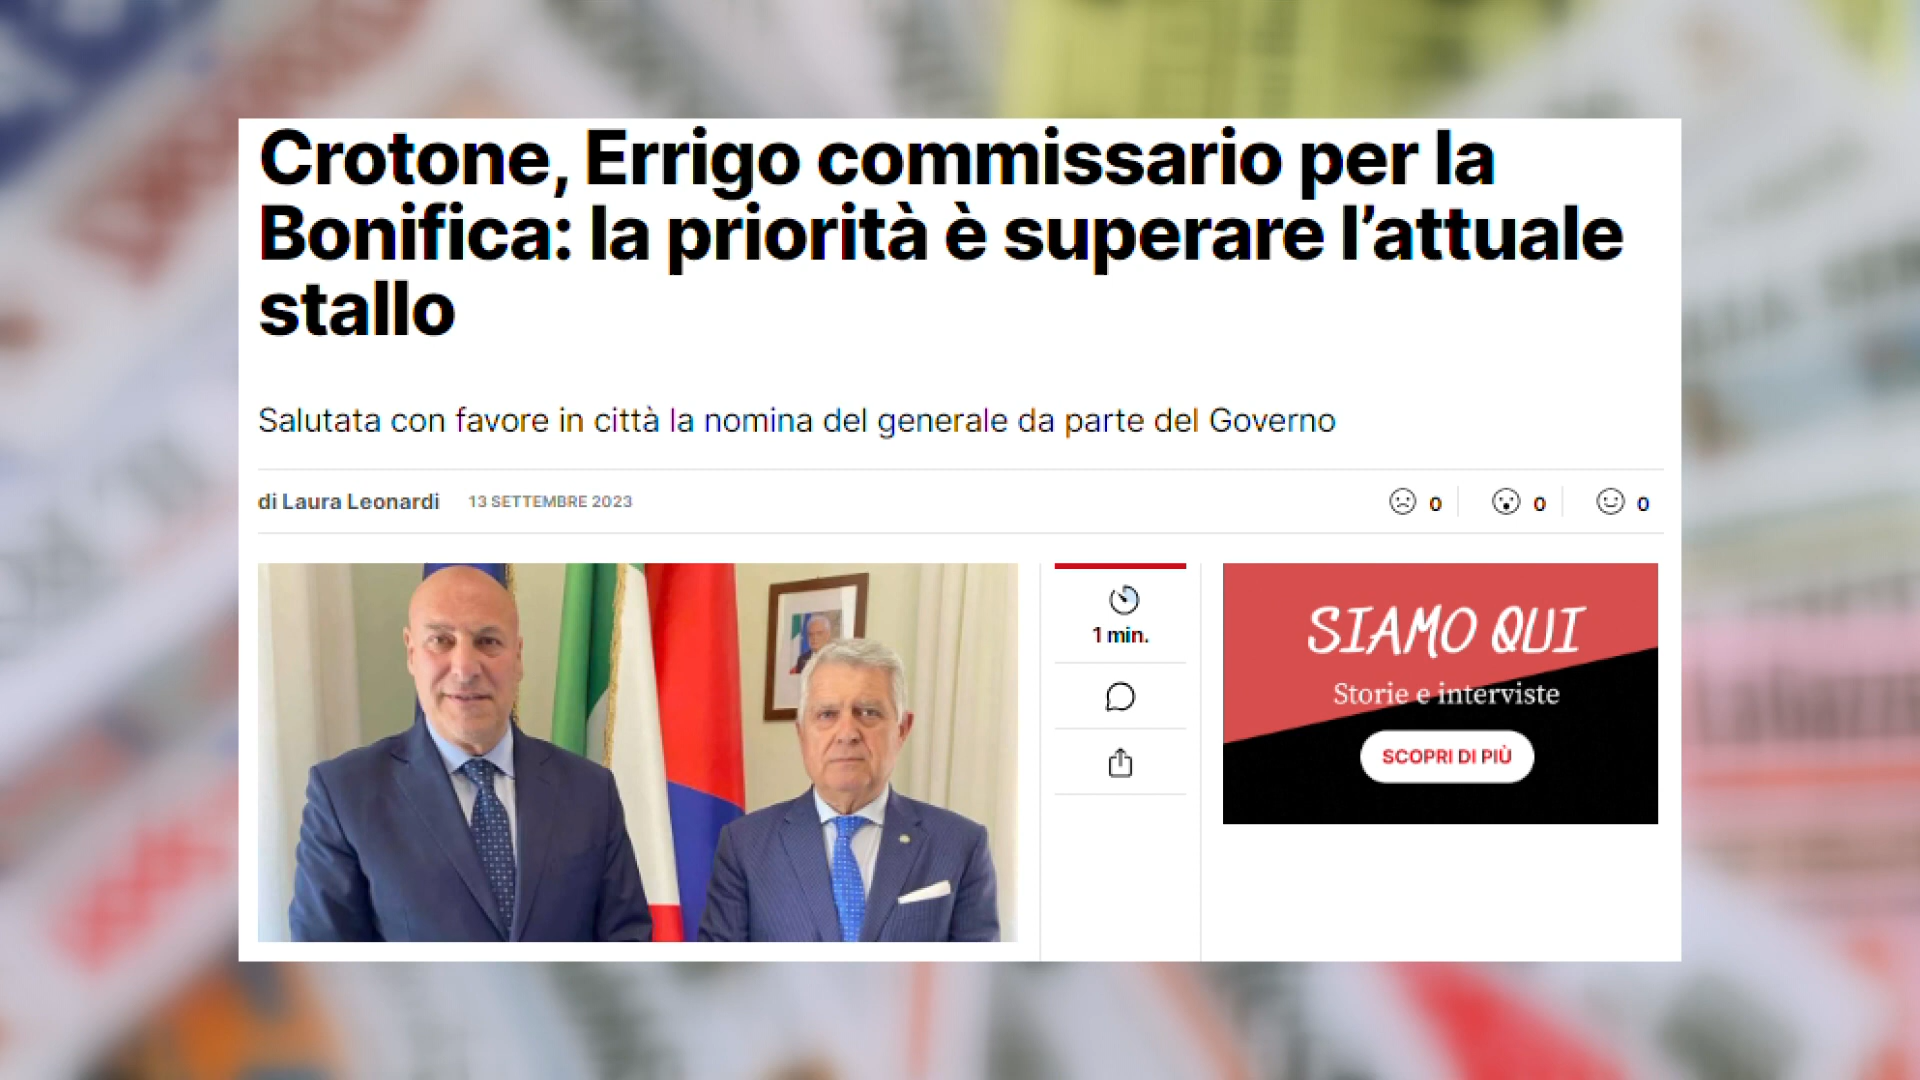 Crotone, Errigo commissario per la
Bonifica: la priorità è superare l’attuale
stallo
Salutata con favore in città la nomina del generale da parte del Governo
di Laura Leonardi 13 SETTEMBRE 2023
0 0 0
1 min.
SIAMO QUI
Storie e interviste
SCOPRI DI PIÙ